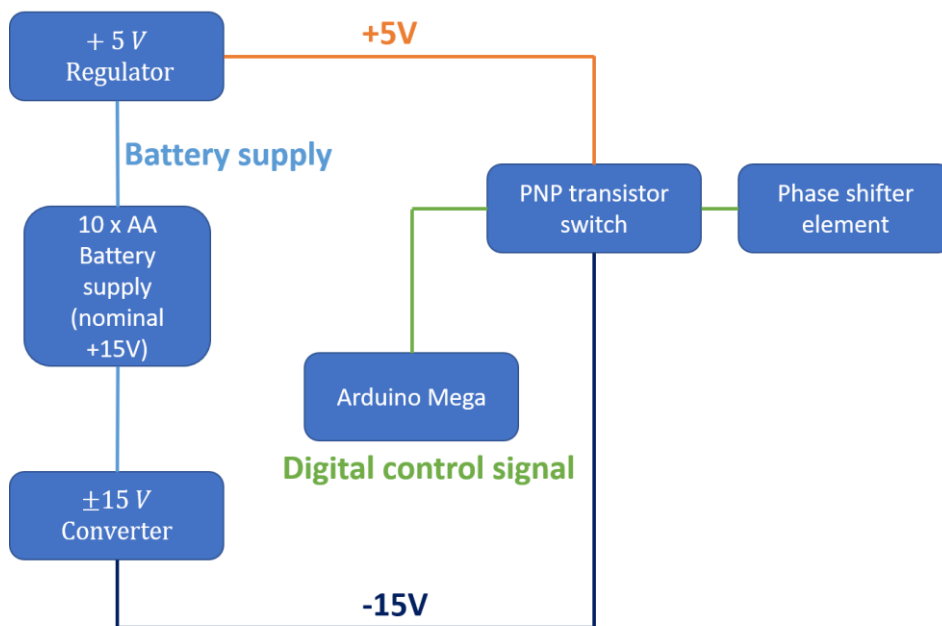 + 5 V
Regulator
+5V
Battery supply
PNP transistor
switch
Phase shifter
element
10 x AA
Battery
supply
(nominal
+15V)
Arduino Mega
Digital control signal
±15 V
Converter
-15V